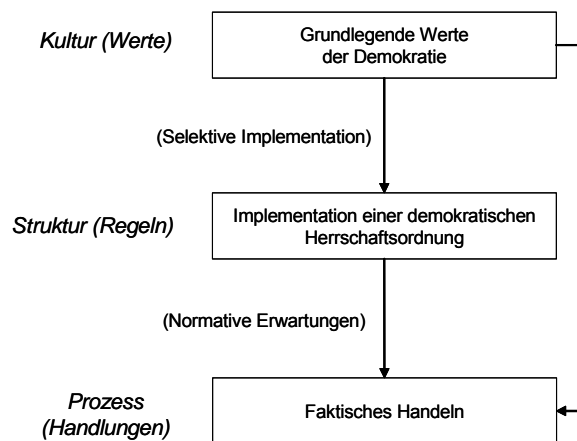 Kultur (Werte)
Grundlegende Werte
der Demokratie
(Selektive Implementation)
Struktur (Regeln)
Implementation einer demokratischen
Herrschaftsordnung
(Normative Erwartungen)
Prozess
(Handlungen)
Faktisches Handeln